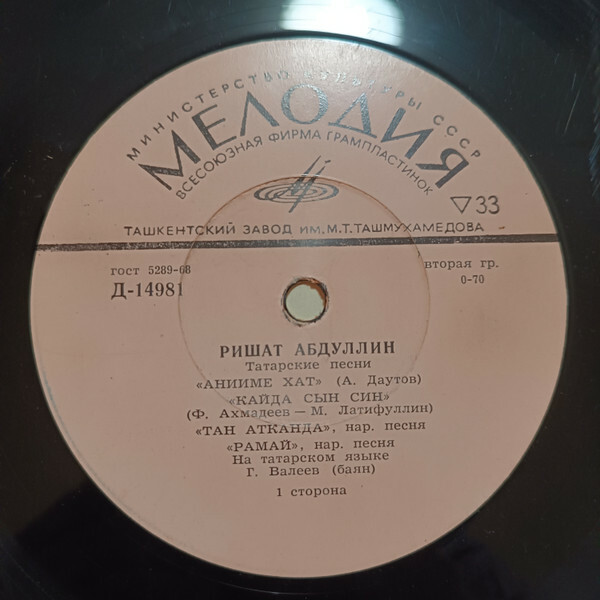 МИНИСТЕРСТВО КУЛЬТУРЫ СССР
МЕЛОДИЯ
ВСЕСОЮЗНАЯ ФИРМА ГРАМПЛАСТИНОК
33
ТАШКЕНТСКИЙ ЗАВОД ИМ. М.Т. ТАШМУХАМЕДОВА
гост 5289-68
вторая гр.
Д-14981
0-70
РИШАТ АБДУЛЛИН
Татарские песни
«АНИИМЕ ХАТ» (А. Даутов)
«КАЙДА СЫН СИН»
(Ф. Ахмадеев — М. Латифуллин)
«ТАН АТКАНДА», нар. песня
«РАМАЙ», нар. песня
На татарском языке
Г. Валеев (баян)
1 сторона